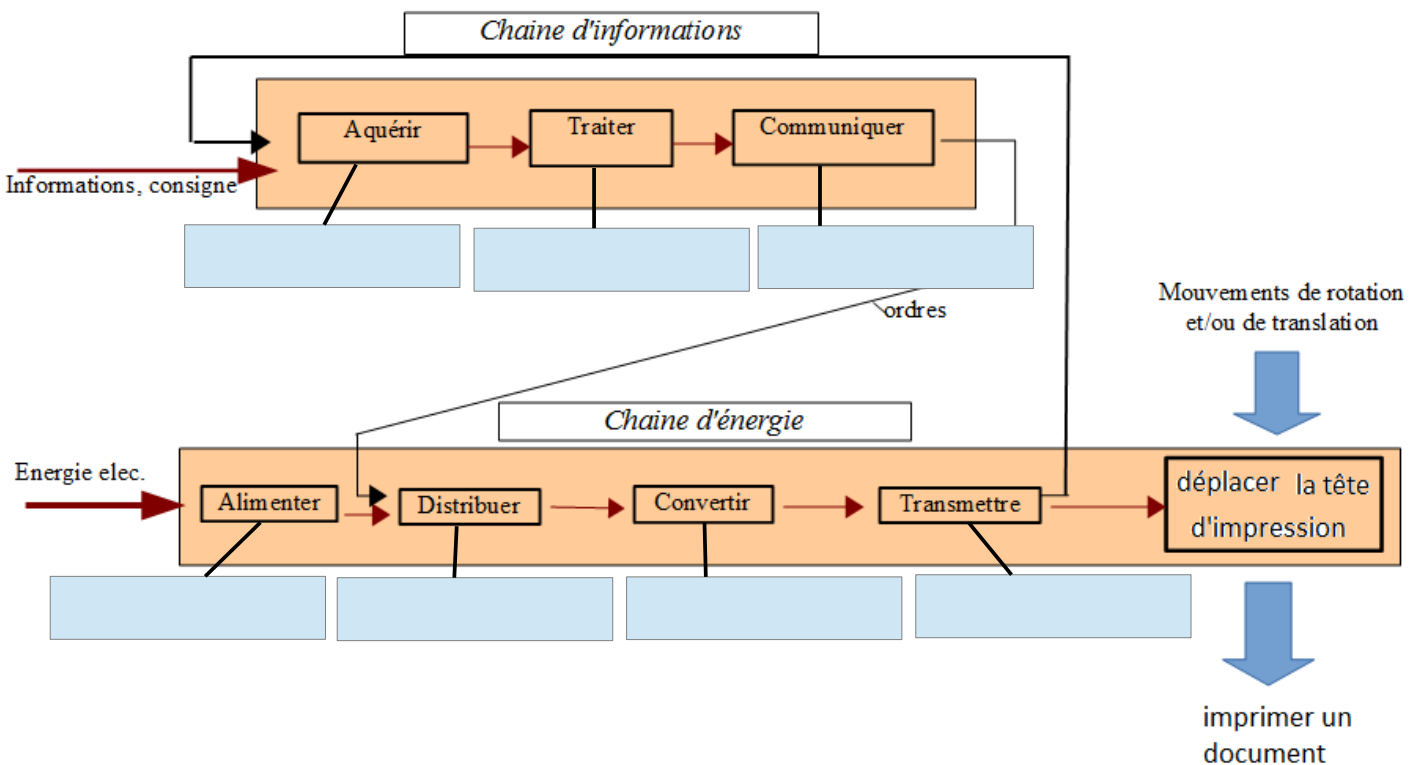 Chaine d'informations
Aquérir
Traiter
Communiquer
Informations, consigne
ordres
Mouvements de rotation
et/ou de translation
Chaine d'énergie
Energie elec.
Alimenter
Distribuer
Convertir
Transmettre
déplacer la tête
d'impression
imprimer un
document